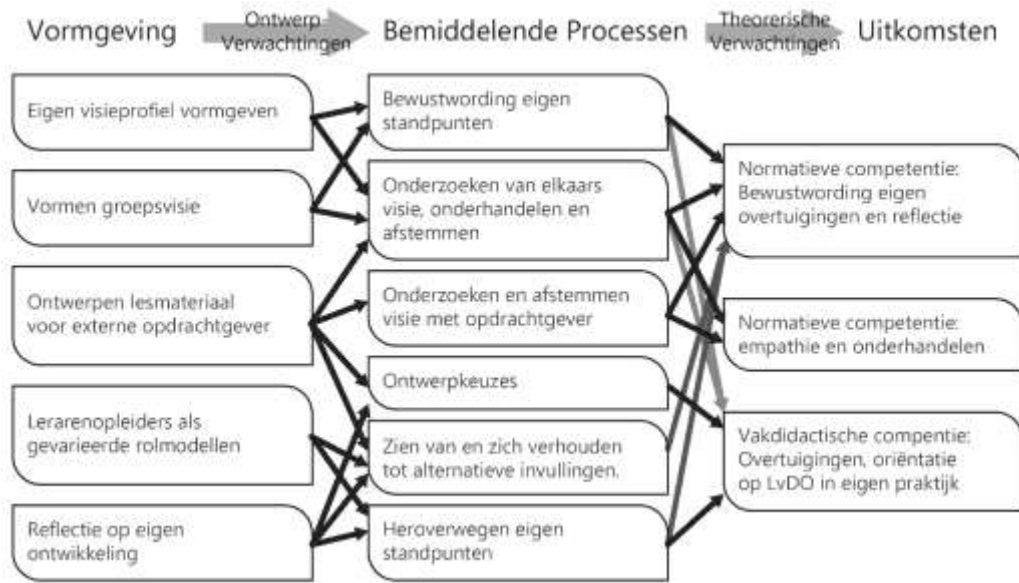 Vormgeving
Ontwerp
Verwachtingen
Bemiddelende Processen
Theorerische
Verwachtingen
Uitkomsten
Eigen visieprofiel vormgeven
Vormen groepsvisie
Ontwerpen lesmateriaal
voor externe opdrachtgever
Lerarenopleiders als
gevarieerde rolmodellen
Reflectie op eigen
ontwikkeling
Bewustwording eigen
standpunten
Onderzoeken van elkaars
visie, onderhandelen en
afstemmen
Onderzoeken en afstemmen
visie met opdrachtgever
Ontwerpkeuzes
Zien van en zich verhouden
tot alternatieve invullingen.
Heroverwegen eigen
standpunten
Normatieve competentie:
Bewustwording eigen
overtuigingen en reflectie
Normatieve competentie:
empathie en onderhandelen
Vakdidactische compentie:
Overtuigingen, oriëntatie
op LvDO in eigen praktijk